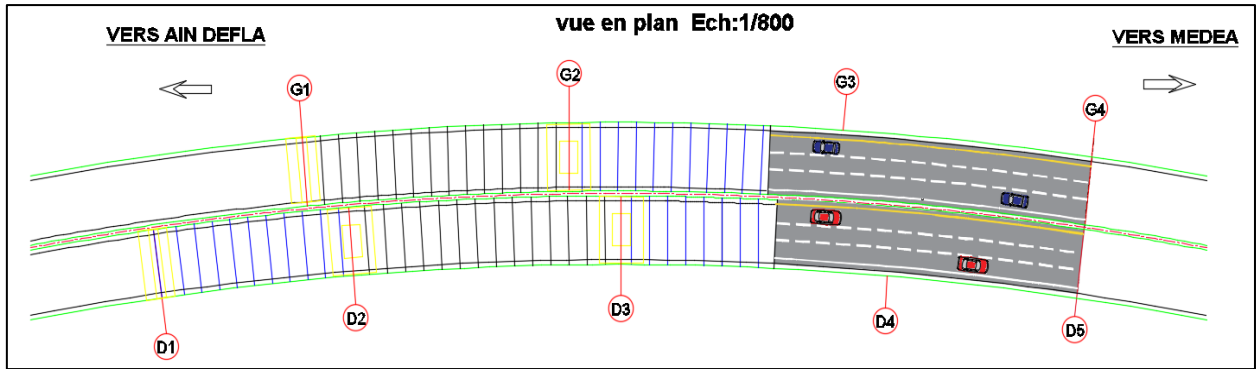 vue en plan Ech:1/800
VERS AIN DEFLA
VERS MEDEA
G1
G2
G3
G4
D1
D2
D3
D4
D5